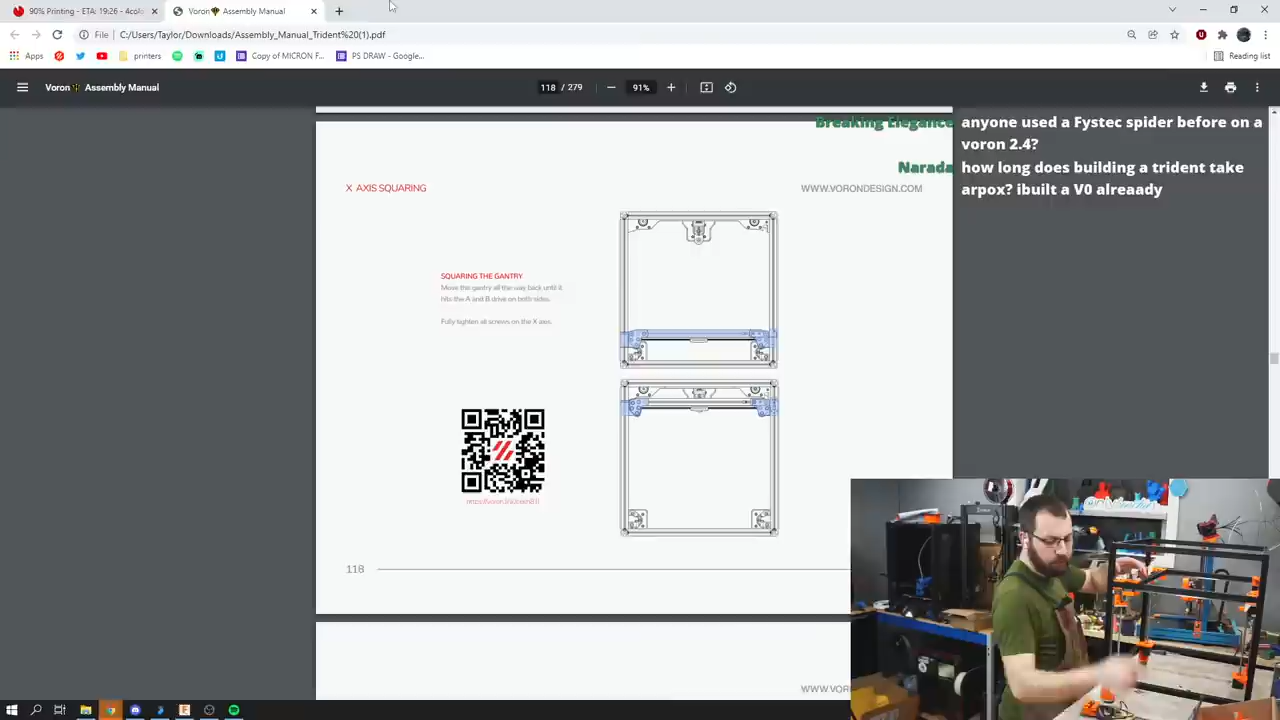 90% Printing - ETA: 19:26 - 4colo
Voron Assembly Manual
File
C:/Users/Taylor/Downloads/Assembly_Manual_Trident%20(1).pdf
Apps
printers
Copy of MICRON F...
PS DRAW - Google...
Reading list
Voron Assembly Manual
118 / 279
91%
Breaking Elegance anyone used a Fystec spider before on a
voron 2.4?
Narada how long does building a trident take
arpox? ibuilt a V0 alreaady
X AXIS SQUARING
WWW.VORONDESIGN.COM
SQUARING THE GANTRY
Move the gantry all the way back until it
hits the A and B drive on both sides.
Fully tighten all screws on the X axis.
118
WWW.V